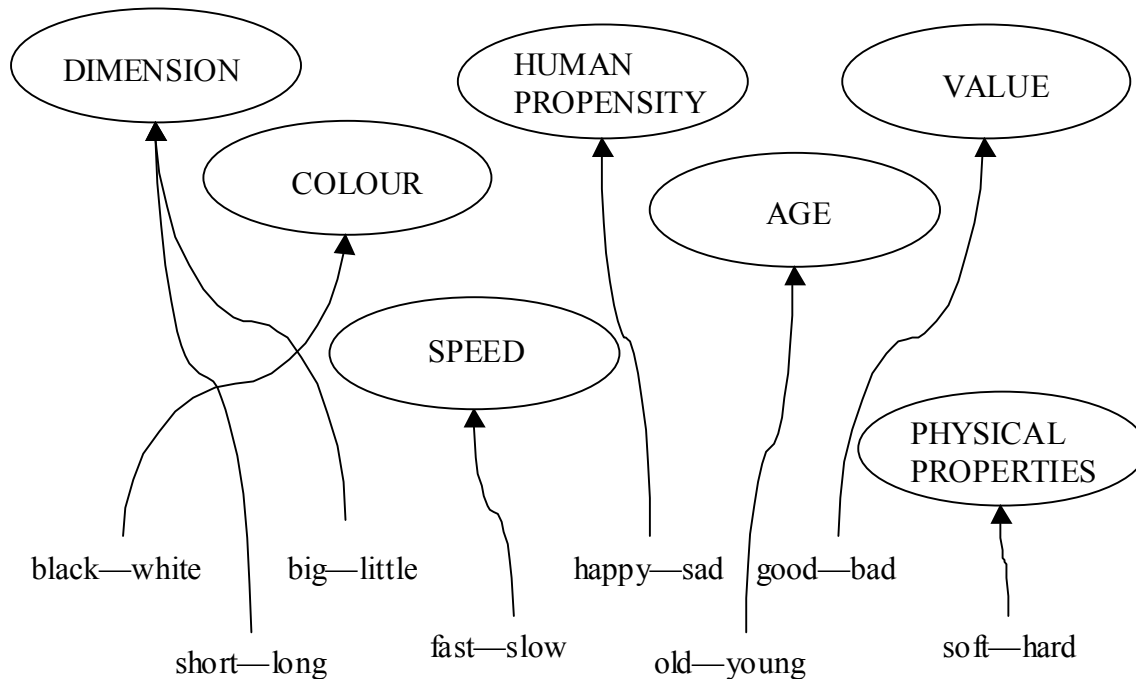 DIMENSION
HUMAN
PROPENSITY
VALUE
COLOUR
AGE
SPEED
PHYSICAL
PROPERTIES
black—white
big—little
happy—sad
good—bad
short—long
fast—slow
old—young
soft—hard